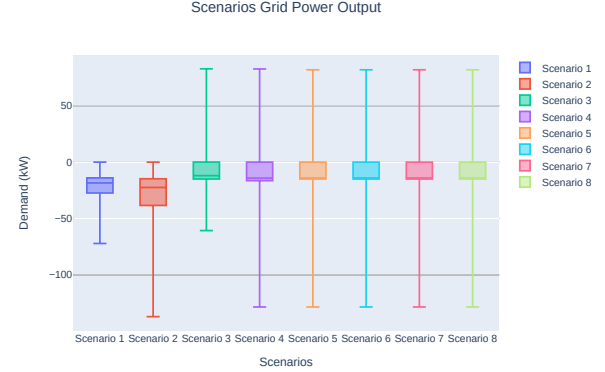 Scenarios Grid Power Output
Demand (kW)
50
0
−50
−100
Scenario 1 Scenario 2 Scenario 3 Scenario 4 Scenario 5 Scenario 6 Scenario 7 Scenario 8
Scenarios
Scenario 1
Scenario 2
Scenario 3
Scenario 4
Scenario 5
Scenario 6
Scenario 7
Scenario 8